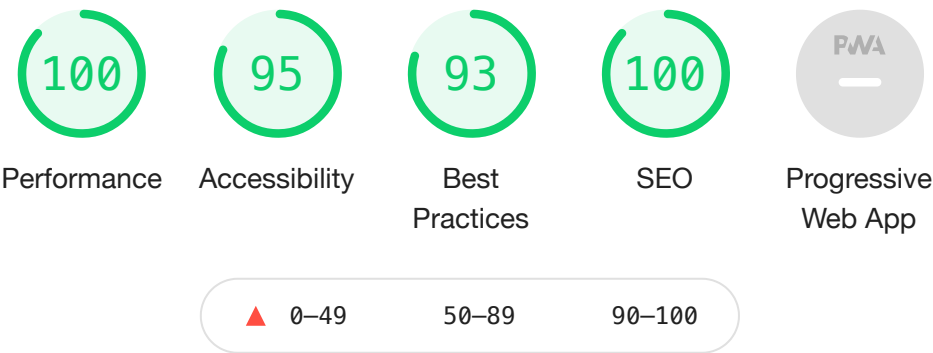 100 95 93 100 PWA
Performance Accessibility Best Practices SEO Progressive Web App
0–49 50–89 90–100